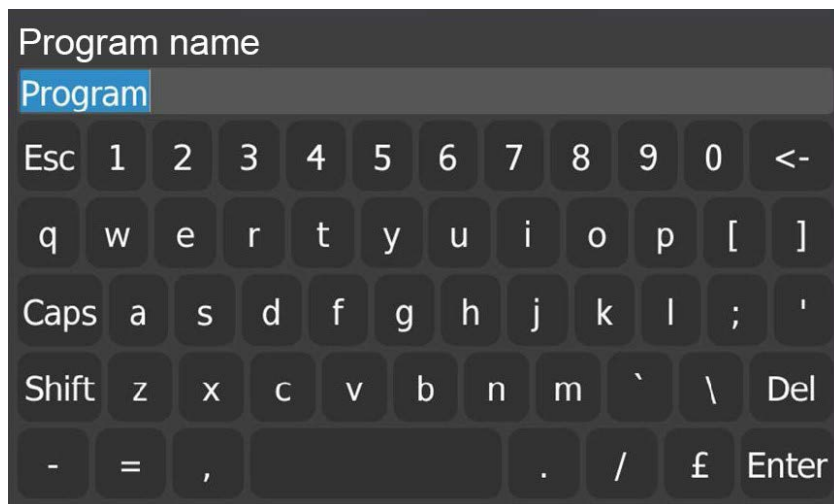 Program name
Program
Esc 1 2 3 4 5 6 7 8 9 0 <-
q w e r t y u i o p [ ]
Caps a s d f g h j k l ; '
Shift z x c v b n m ` \ Del
- = , . / £ Enter